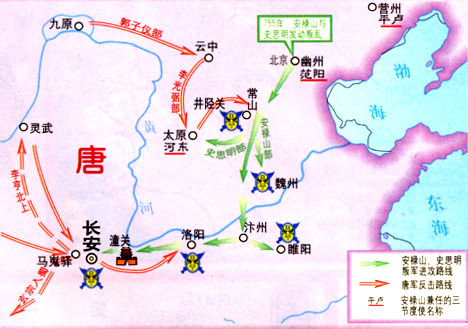 营州
平卢
九原
郭子仪部
云中
755年 安禄山与
史思明发动叛乱
北京
幽州
范阳
渤
海
李光弼部
井陉关
常山
太原
河东
史思明部
安禄山部
灵武
唐
黄
河
李亨北上
魏州
东
海
长安
潼关
洛阳
汴州
睢阳
马嵬驿
玄宗入蜀
安禄山、史思明
叛军进攻路线
唐军反击路线
平卢
安禄山兼任的三
节度使名称